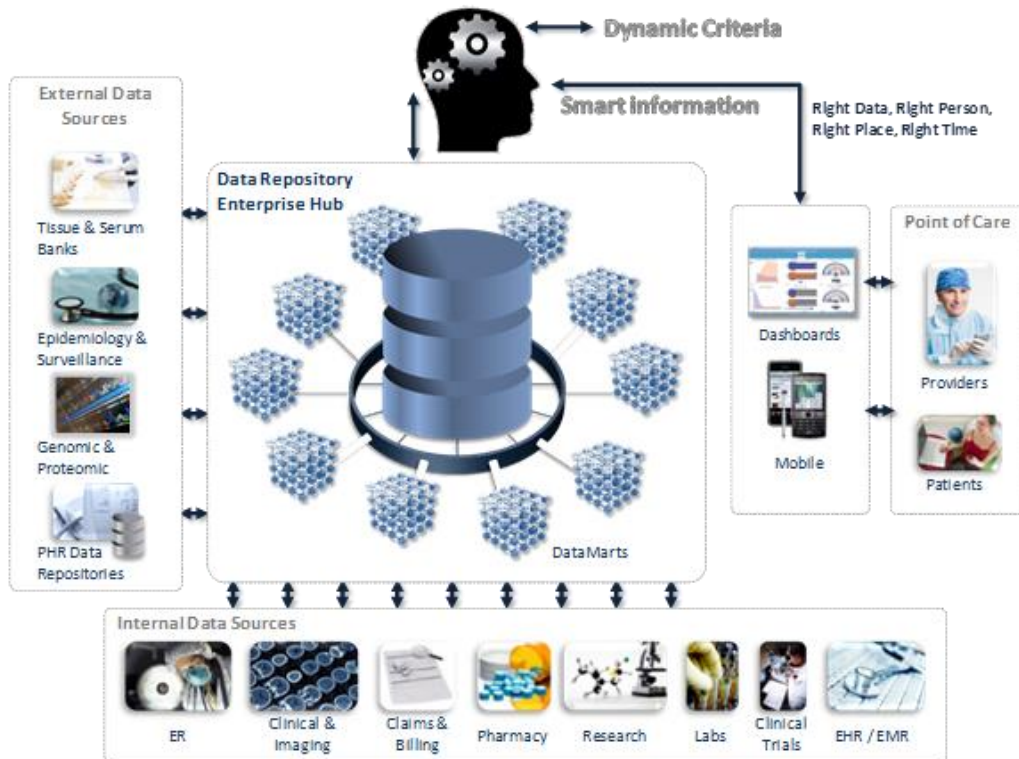 Dynamic Criteria
Smart information
Right Data, Right Person,
Right Place, Right Time
External Data
Sources
Tissue & Serum
Banks
Epidemiology &
Surveillance
Genomic &
Proteomic
PHR Data
Repositories
Data Repository
Enterprise Hub
DataMarts
Dashboards
Mobile
Point of Care
Providers
Patients
Internal Data Sources
ER
Clinical &
Imaging
Claims &
Billing
Pharmacy
Research
Labs
Clinical
Trials
EHR / EMR